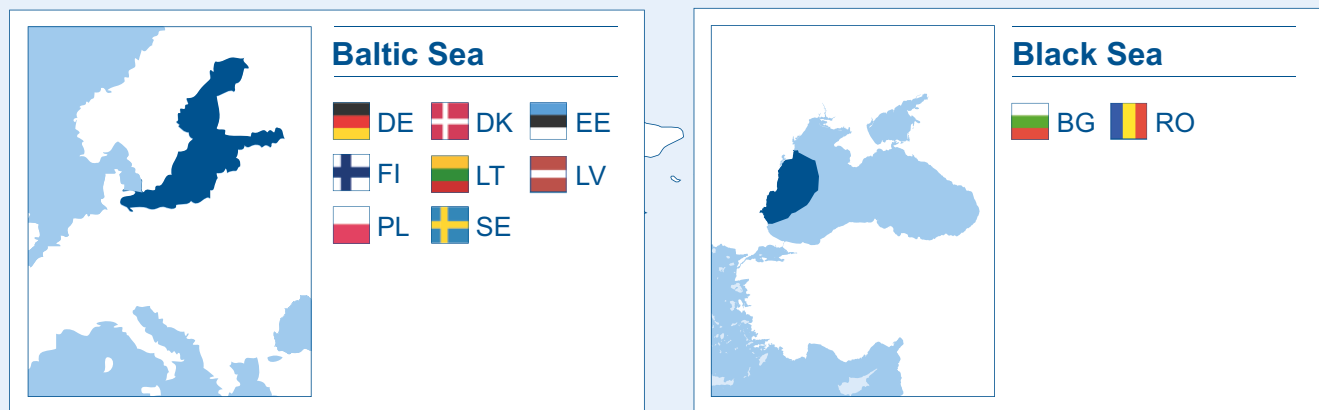 Baltic Sea
DE DK EE
FI LT LV
PL SE
Black Sea
BG RO